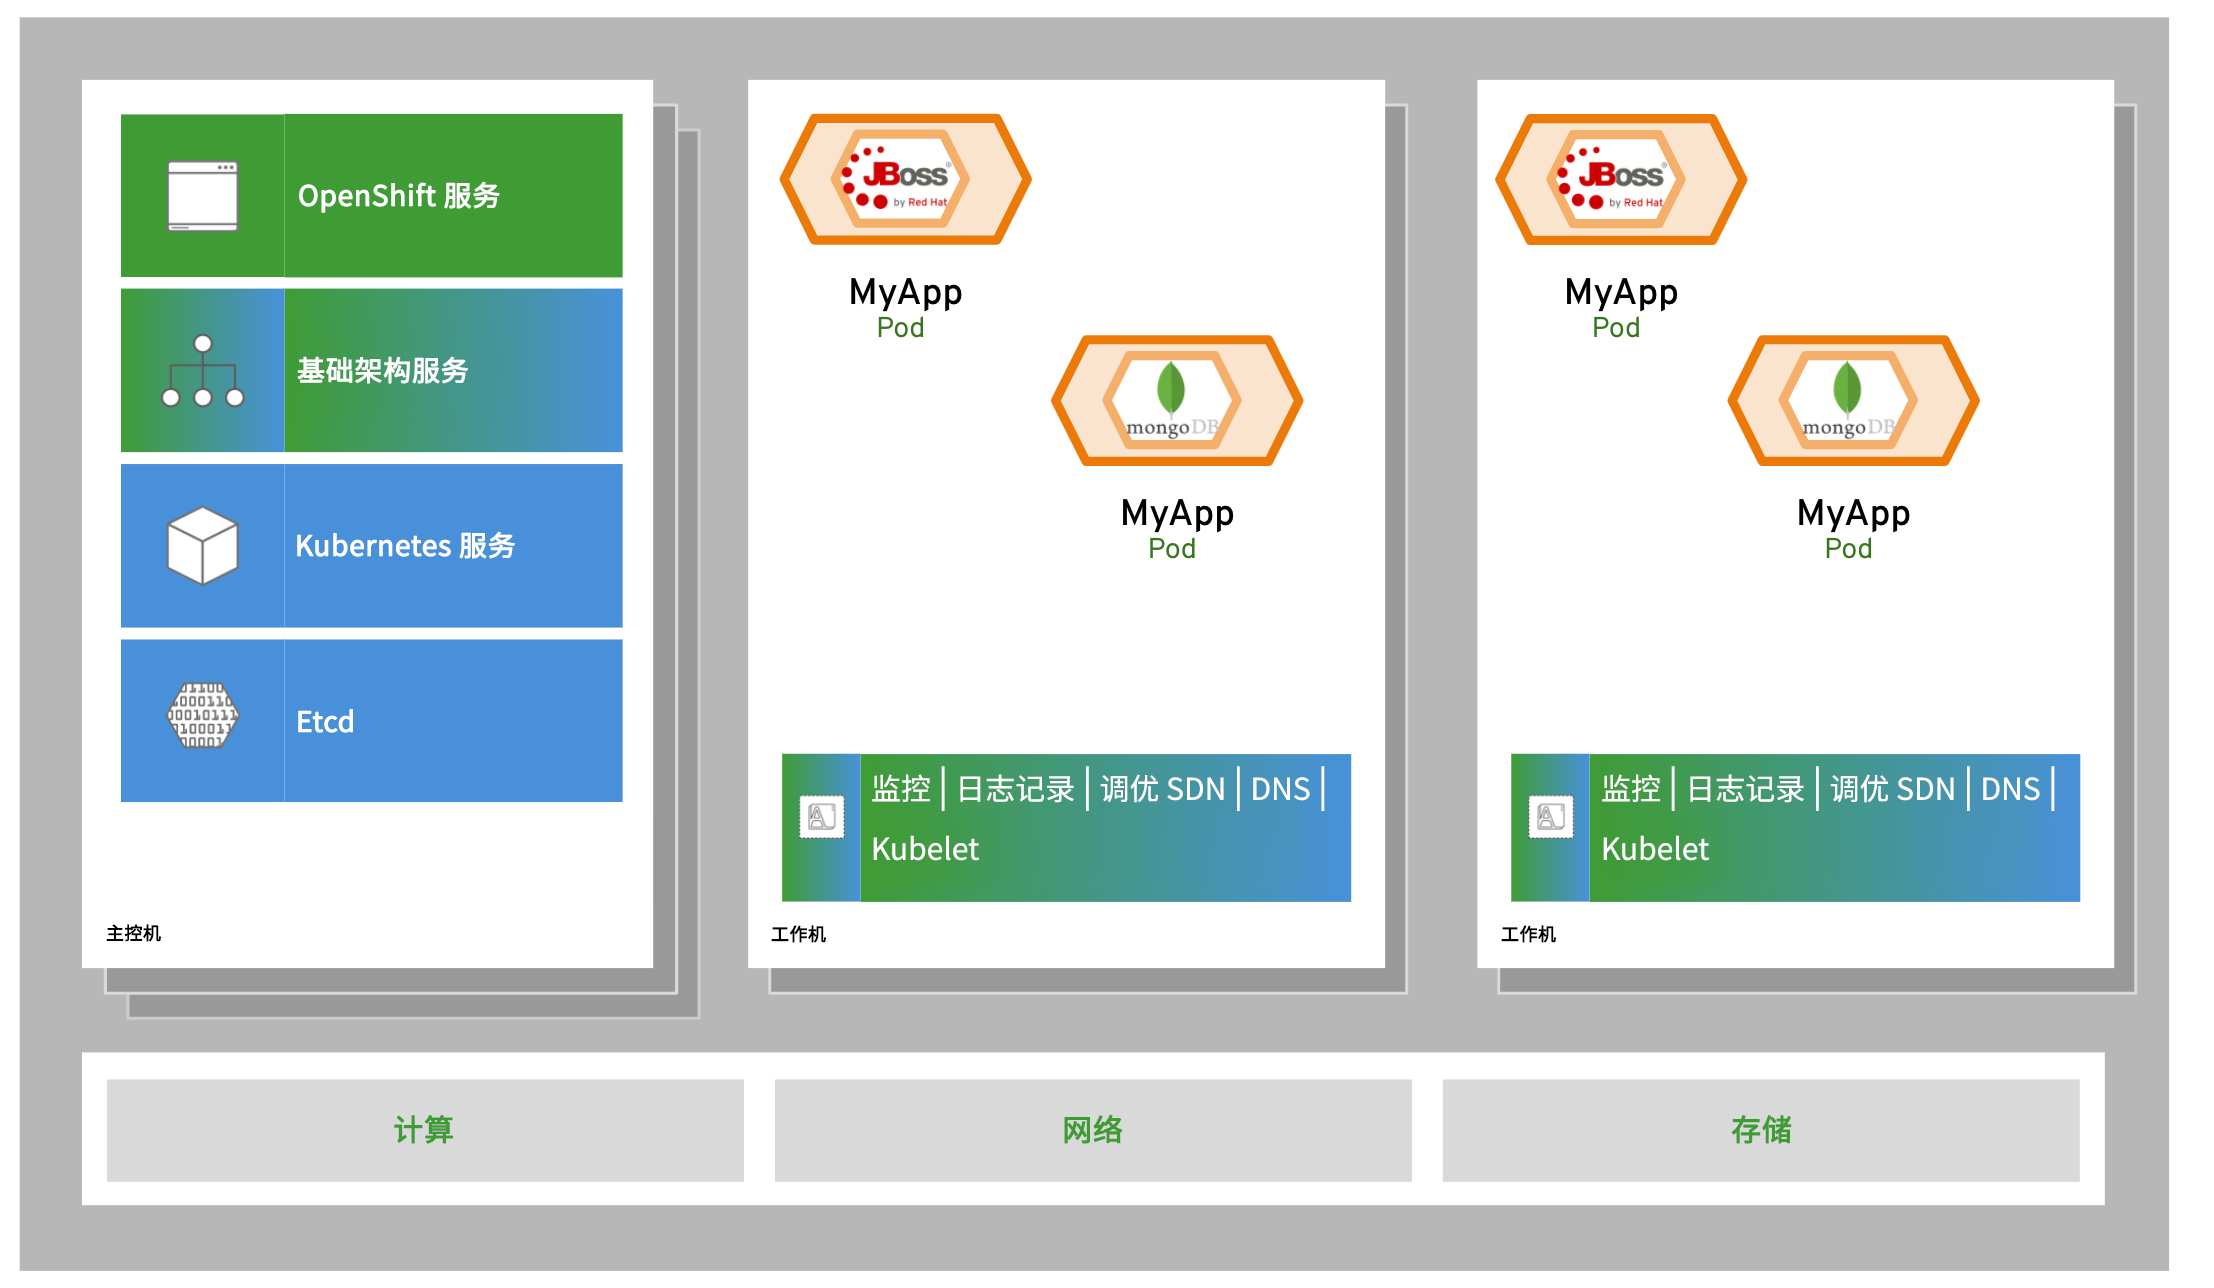 OpenShift 服务
基础架构服务
Kubernetes 服务
Etcd
主控机
JBoss®
by Red Hat
MyApp
Pod
mongoDB
MyApp
Pod
监控 | 日志记录 | 调优 SDN | DNS |
Kubelet
工作机
JBoss®
by Red Hat
MyApp
Pod
mongoDB
MyApp
Pod
监控 | 日志记录 | 调优 SDN | DNS |
Kubelet
工作机
计算
网络
存储